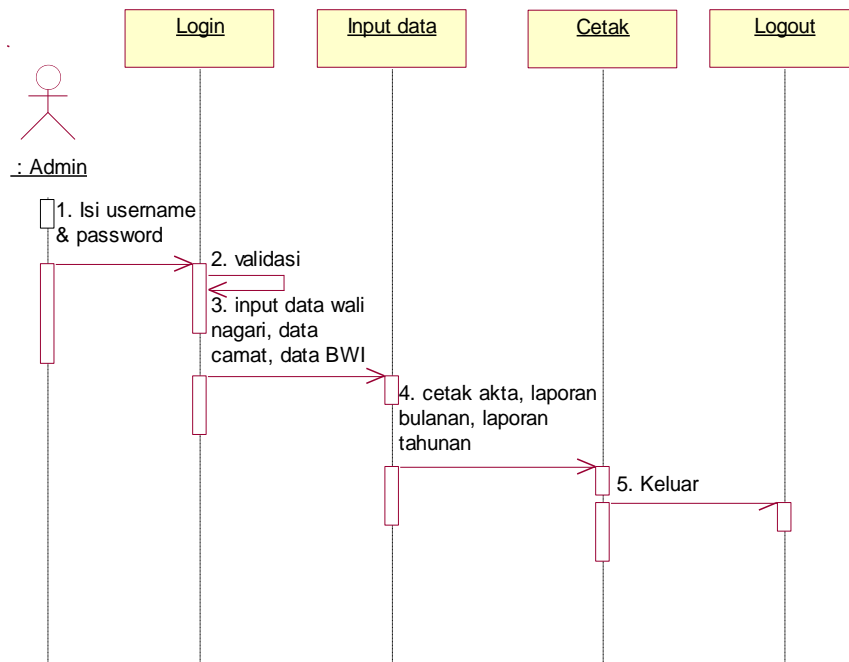 Login
Input data
Cetak
Logout
: Admin
1. Isi username
& password
2. validasi
3. input data wali
nagari, data
camat, data BWI
4. cetak akta, laporan
bulanan, laporan
tahunan
5. Keluar